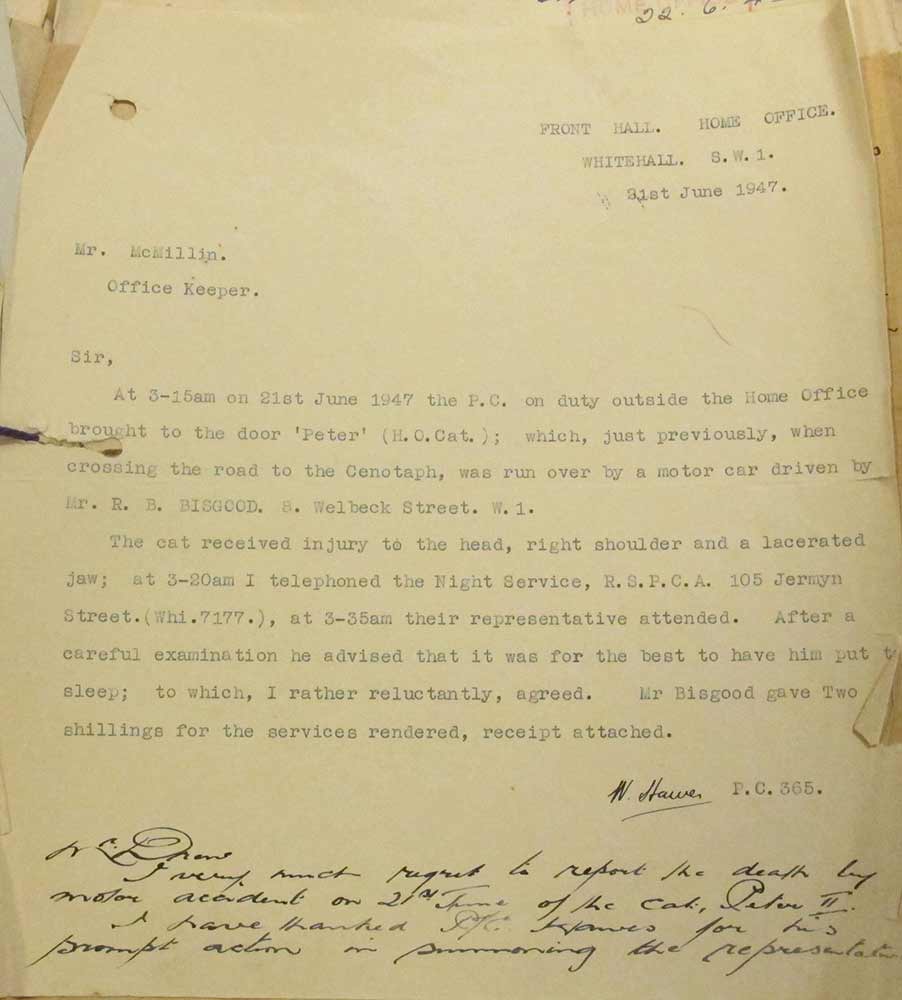 HOME
22. 6. 4
FRONT HALL. HOME OFFICE.
WHITEHALL. S.W.1.
21st June 1947.
Mr. McMillin.
Office Keeper.
Sir,
At 3-15am on 21st June 1947 the P.C. on duty outside the Home Office
brought to the door 'Peter' (H.O.Cat.); which, just previously, when
crossing the road to the Cenotaph, was run over by a motor car driven by
Mr. R. B. BISGOOD. 8. Welbeck Street. W.1.
The cat received injury to the head, right shoulder and a lacerated
jaw; at 3-20am I telephoned the Night Service, R.S.P.C.A. 105 Jermyn
Street.(Whi.7177.), at 3-35am their representative attended. After a
careful examination he advised that it was for the best to have him put t
sleep; to which, I rather reluctantly, agreed. Mr Bisgood gave Two
shillings for the services rendered, receipt attached.
W. Hawes P.C.365.
Drew
I very much regret to report the death by
motor accident on 21st June of the cat, Peter II.
I have thanked P/C. Hawes for his
prompt action in summoning the representative